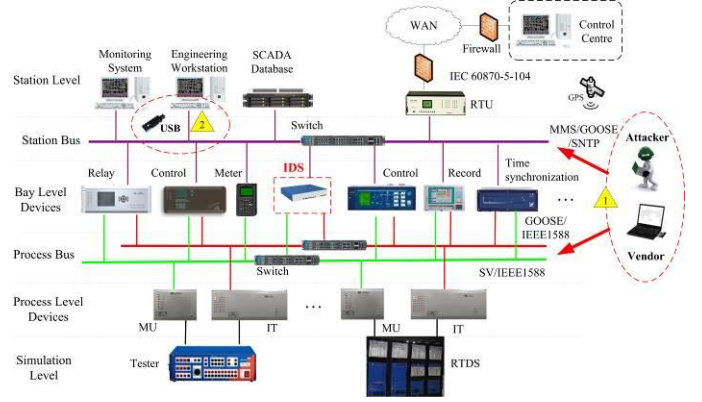 WAN
Control
Centre
Firewall
Monitoring
System
Engineering
Workstation
SCADA
Database
IEC 60870-5-104
Station Level
RTU
GPS
USB
2
Station Bus
Switch
MMS/GOOSE
/SNTP
Attacker
Relay
Control
Meter
IDS
Control
Record
Time
synchronization
Bay Level
Devices
...
1
GOOSE/
IEEE1588
Vendor
Process Bus
Switch
SV/IEEE1588
Process Level
Devices
...
MU
IT
MU
IT
Simulation
Level
Tester
RTDS